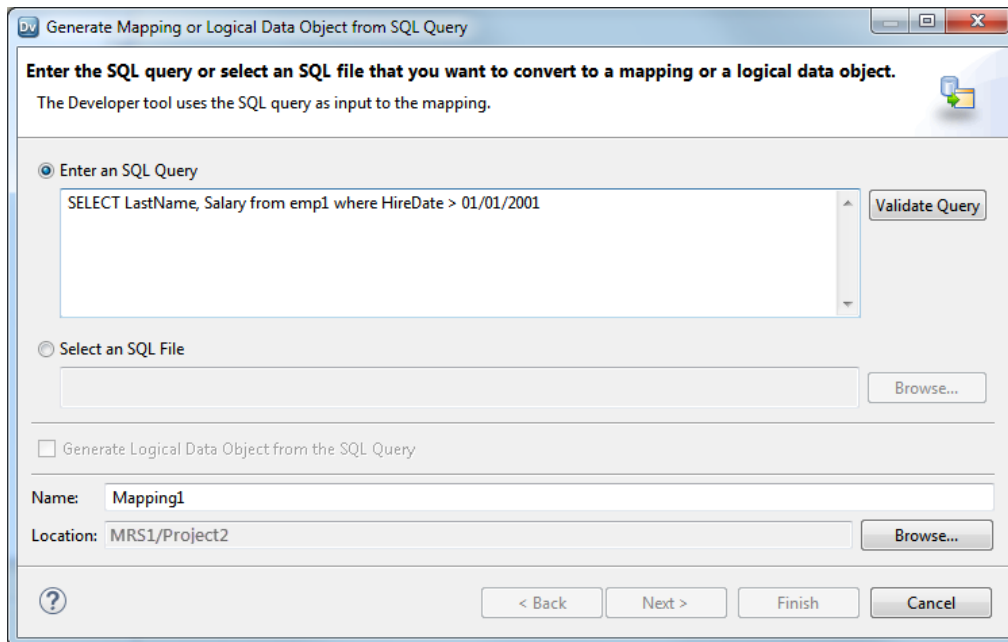 Dv Generate Mapping or Logical Data Object from SQL Query
Enter the SQL query or select an SQL file that you want to convert to a mapping or a logical data object.
The Developer tool uses the SQL query as input to the mapping.
Enter an SQL Query
SELECT LastName, Salary from emp1 where HireDate > 01/01/2001
Validate Query
Select an SQL File
Browse...
Generate Logical Data Object from the SQL Query
Name: Mapping1
Location: MRS1/Project2 Browse...
? < Back Next > Finish Cancel